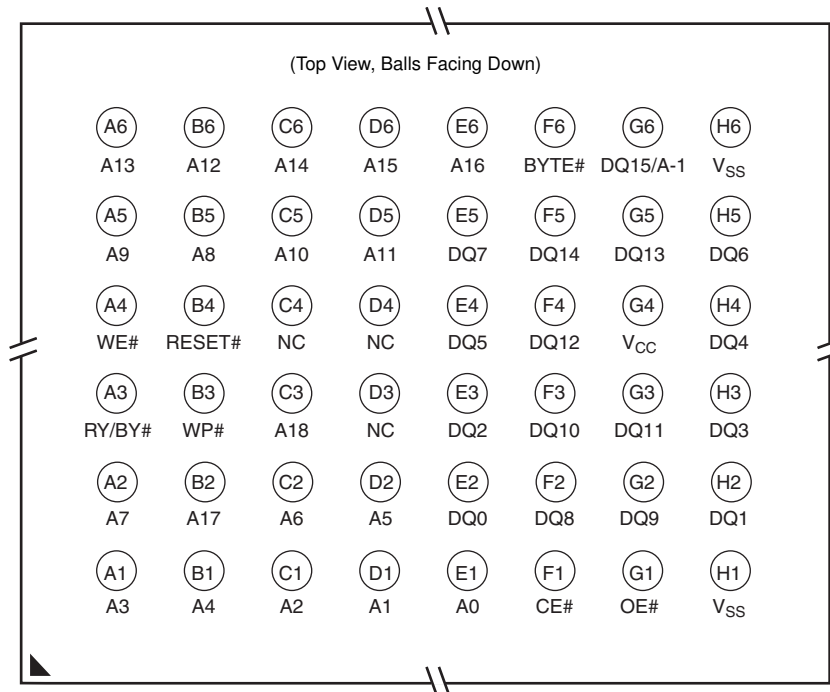 (Top View, Balls Facing Down)
A6 B6 C6 D6 E6 F6 G6 H6
A13 A12 A14 A15 A16 BYTE# DQ15/A-1 VSS
A5 B5 C5 D5 E5 F5 G5 H5
A9 A8 A10 A11 DQ7 DQ14 DQ13 DQ6
A4 B4 C4 D4 E4 F4 G4 H4
WE# RESET# NC NC DQ5 DQ12 VCC DQ4
A3 B3 C3 D3 E3 F3 G3 H3
RY/BY# WP# A18 NC DQ2 DQ10 DQ11 DQ3
A2 B2 C2 D2 E2 F2 G2 H2
A7 A17 A6 A5 DQ0 DQ8 DQ9 DQ1
A1 B1 C1 D1 E1 F1 G1 H1
A3 A4 A2 A1 A0 CE# OE# VSS